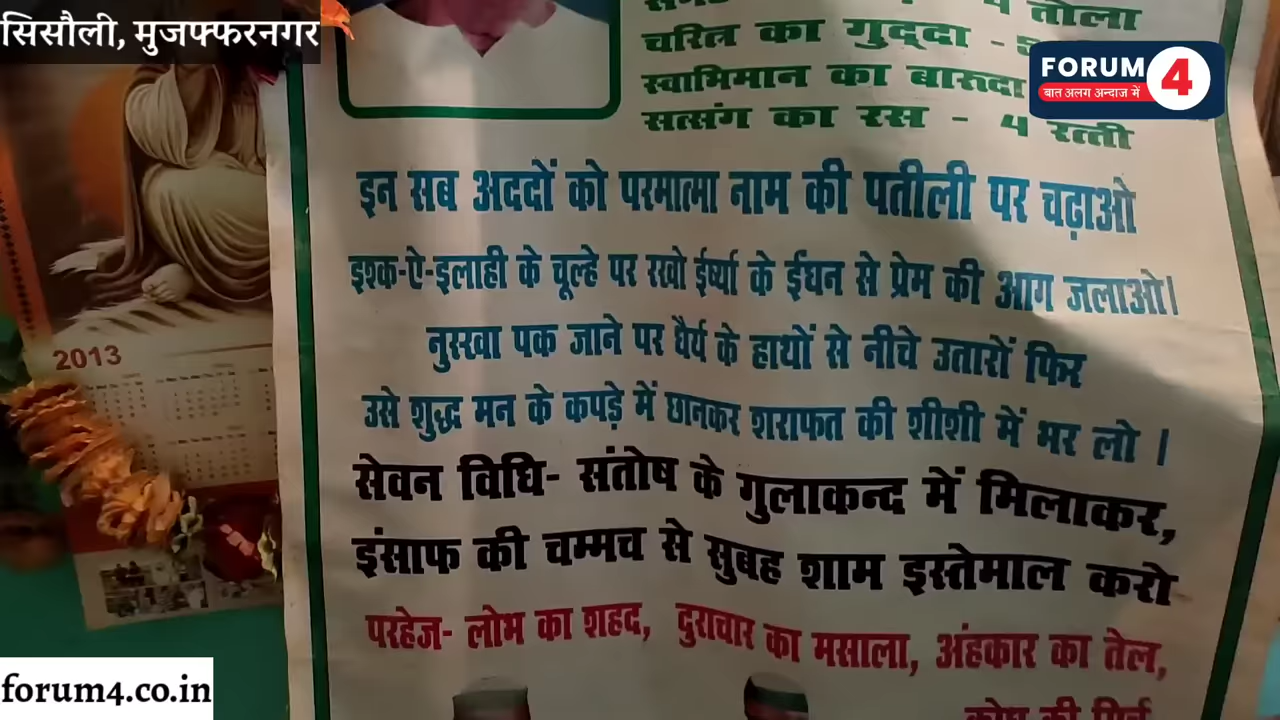 सिसौली, मुजफ्फरनगर
तोला
चरित्र का गुद्दा - 5
स्वाभिमान का बारूदा
सत्संग का रस - 4 रत्ती
FORUM 4
बात अलग अन्दाज में
इन सब अददों को परमात्मा नाम की पतीली पर चढ़ाओ
इश्क-ऐ-इलाही के चूल्हे पर रखो ईर्ष्या के ईघन से प्रेम की आग जलाओ।
नुस्खा पक जाने पर धैर्य के हाथों से नीचे उतारों फिर
उसे शुद्ध मन के कपड़े में छानकर शराफत की शीशी में भर लो ।
सेवन विधि- संतोष के गुलाकन्द में मिलाकर,
इंसाफ की चम्मच से सुबह शाम इस्तेमाल करो
परहेज- लोभ का शहद, दुराचार का मसाला, अंहकार का तेल,
2013
forum4.co.in